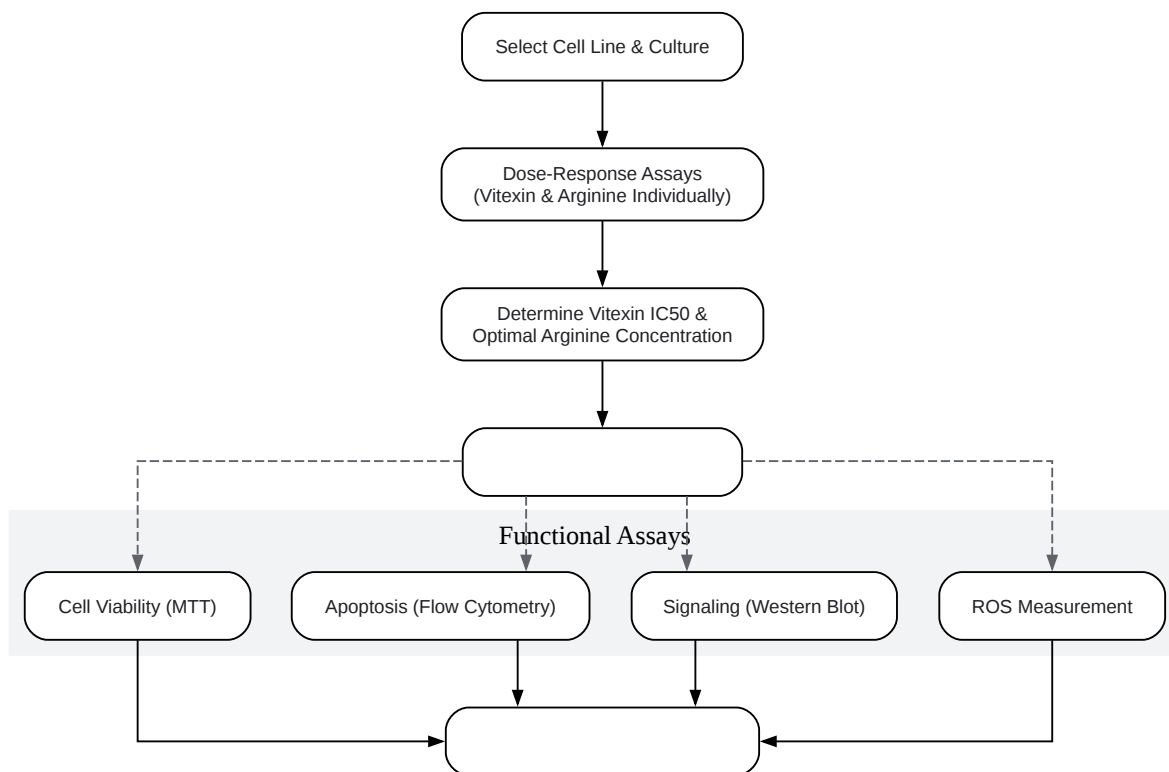 Select Cell Line & Culture
Dose-Response Assays
(Vitexin & Arginine Individually)
Determine Vitexin IC50 &
Optimal Arginine Concentration
Functional Assays
Cell Viability (MTT)
Apoptosis (Flow Cytometry)
Signaling (Western Blot)
ROS Measurement